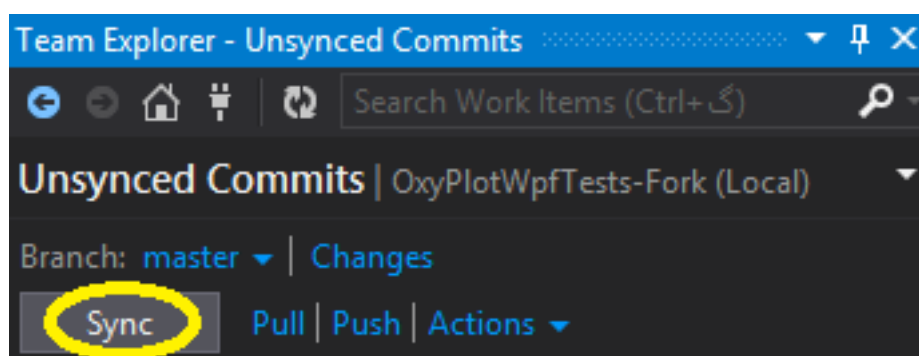 Team Explorer - Unsynced Commits
Search Work Items (Ctrl+گ)
Unsynced Commits | OxyPlotWpfTests-Fork (Local)
Branch: master | Changes
Sync Pull | Push | Actions